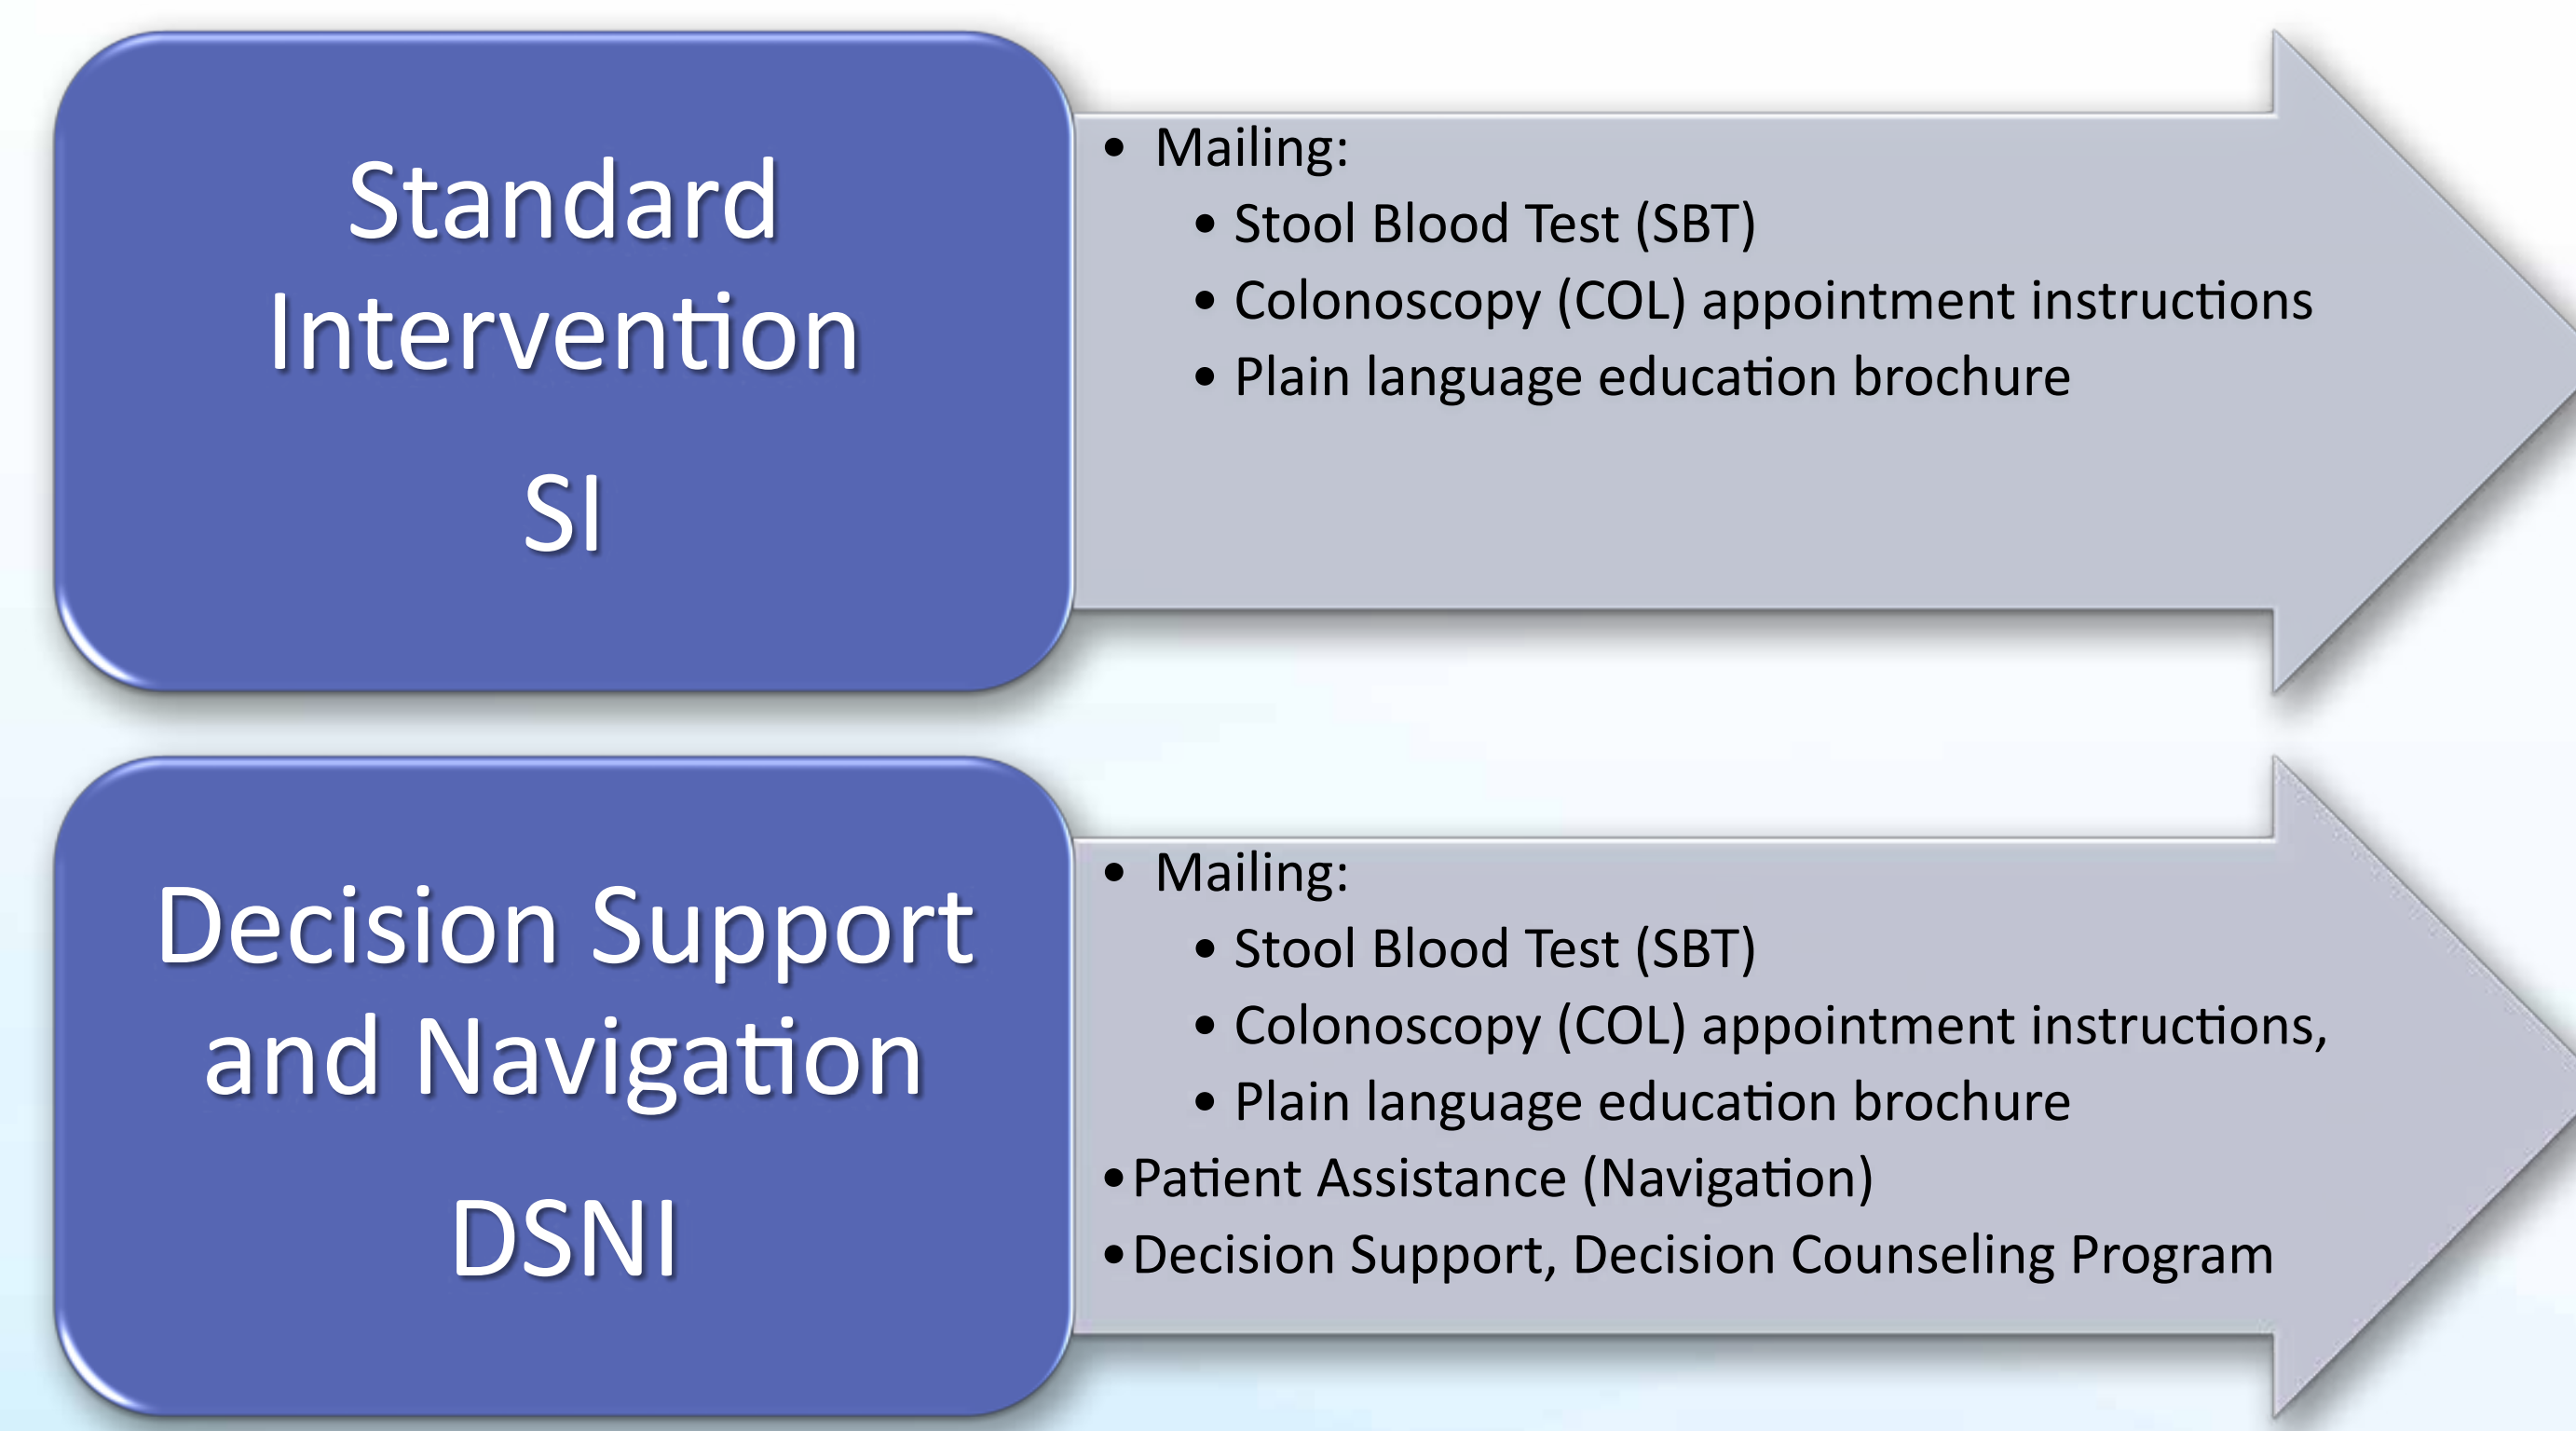 Standard
Intervention
SI
• Mailing:
• Stool Blood Test (SBT)
• Colonoscopy (COL) appointment instructions
• Plain language education brochure
Decision Support
and Navigation
DSNI
• Mailing:
• Stool Blood Test (SBT)
• Colonoscopy (COL) appointment instructions,
• Plain language education brochure
•Patient Assistance (Navigation)
•Decision Support, Decision Counseling Program